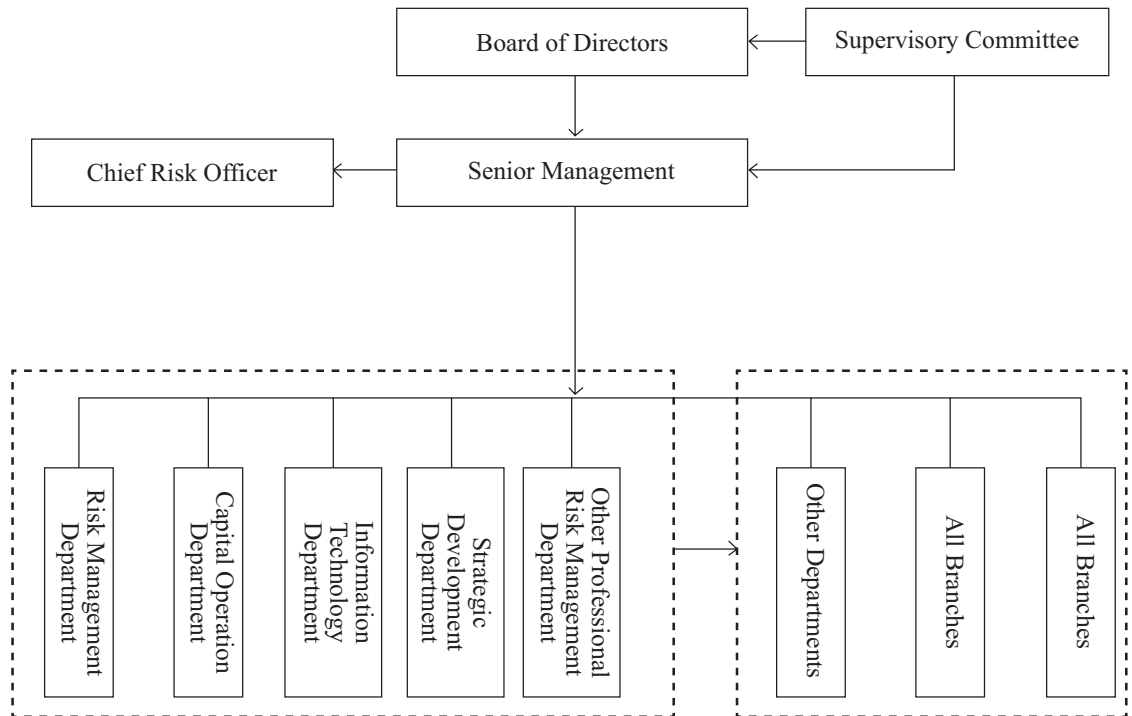 Board of Directors
Supervisory Committee
Chief Risk Officer
Senior Management
Risk Management
Department
Capital Operation
Department
Information
Technology
Department
Strategic
Development
Department
Other Professional
Risk Management
Department
Other Departments
All Branches
All Branches